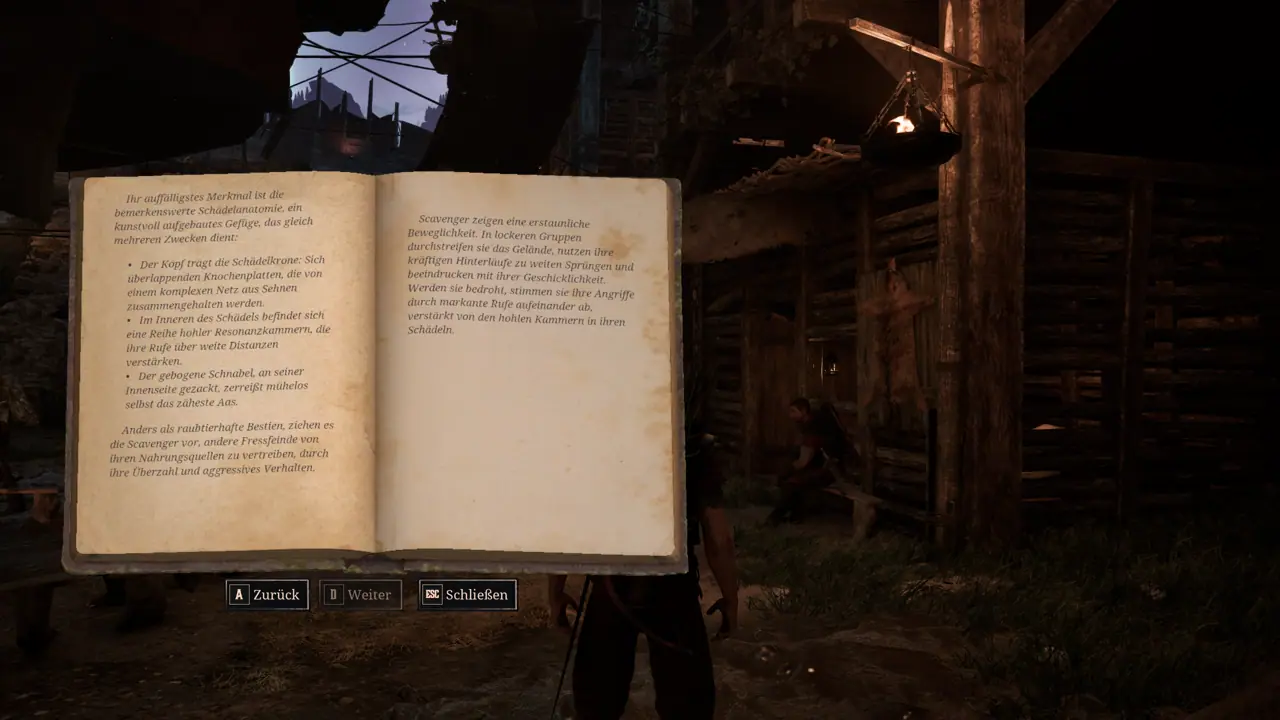 Ihr auffälligstes Merkmal ist die
bemerkenswerte Schädelanatomie, ein
kunstvoll aufgebautes Gefüge, das gleich
mehreren Zwecken dient:
• Der Kopf trägt die Schädelkrone: Sich
überlappenden Knochenplatten, die von
einem komplexen Netz aus Sehnen
zusammengehalten werden.
• Im Inneren des Schädels befindet sich
eine Reihe hohler Resonanzkammern, die
ihre Rufe über weite Distanzen
verstärken.
• Der gebogene Schnabel, an seiner
Innenseite gezackt, zerreißt mühelos
selbst das zäheste Aas.
Anders als raubtierhafte Bestien, ziehen es
die Scavenger vor, andere Fressfeinde von
ihren Nahrungsquellen zu vertreiben, durch
ihre Überzahl und aggressives Verhalten.
Scavenger zeigen eine erstaunliche
Beweglichkeit. In lockeren Gruppen
durchstreifen sie das Gelände, nutzen ihre
kräftigen Hinterläufe zu weiten Sprüngen und
beeindrucken mit ihrer Geschicklichkeit.
Werden sie bedroht, stimmen sie ihre Angriffe
durch markante Rufe aufeinander ab,
verstärkt von den hohlen Kammern in ihren
Schädeln.
A Zurück D Weiter ESC Schließen